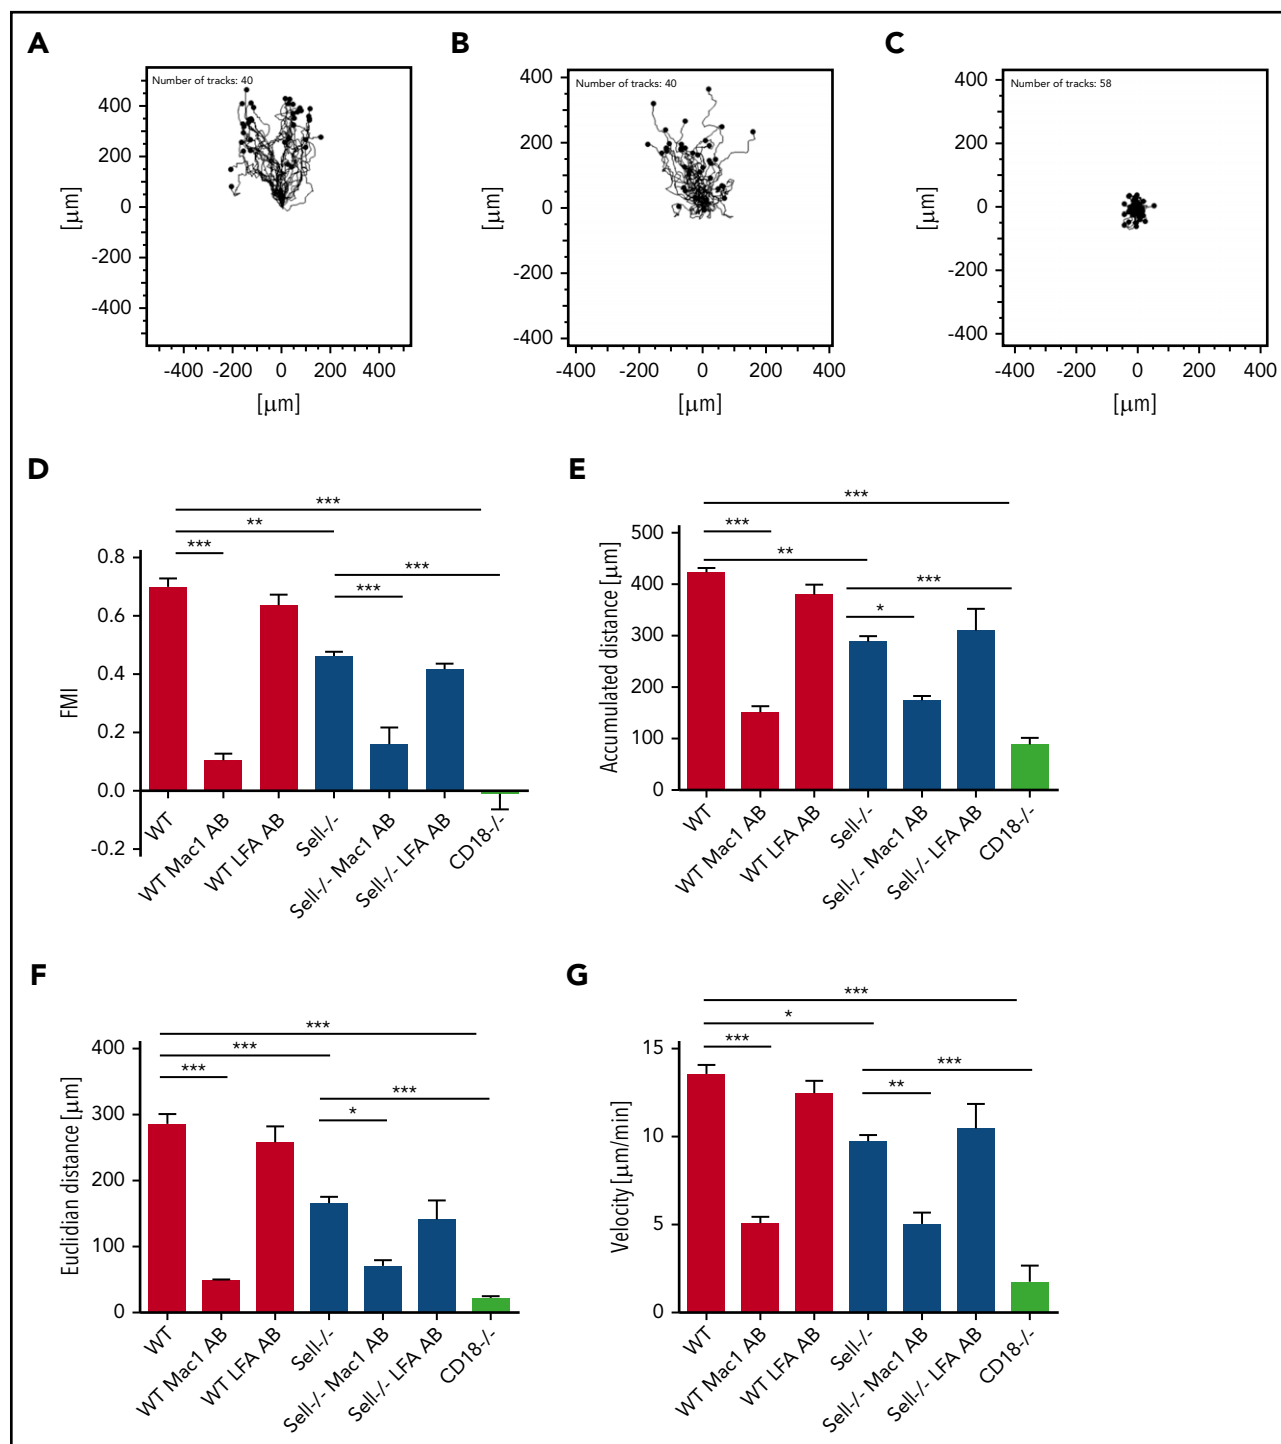 A
Number of tracks: 40
400
200
0
-200
-400
-400 -200 0 200 400
[μm]
[μm]
B
Number of tracks: 40
400
200
0
-200
-400
-400 -200 0 200 400
[μm]
[μm]
C
Number of tracks: 58
400
200
0
-200
-400
-400 -200 0 200 400
[μm]
[μm]
D
***
**
***
***
***
0.8
0.6
0.4
0.2
0.0
-0.2
FMI
WT
WT Mac1 AB
WT LFA AB
Sell-/-
Sell-/- Mac1 AB
Sell-/- LFA AB
CD18-/-
E
***
***
**
***
*
500
400
300
200
100
0
Accumulated distance [μm]
WT
WT Mac1 AB
WT LFA AB
Sell-/-
Sell-/- Mac1 AB
Sell-/- LFA AB
CD18-/-
F
***
***
***
***
*
400
300
200
100
0
Euclidian distance [μm]
WT
WT Mac1 AB
WT LFA AB
Sell-/-
Sell-/- Mac1 AB
Sell-/- LFA AB
CD18-/-
G
***
*
***
***
**
15
10
5
0
Velocity [μm/min]
WT
WT Mac1 AB
WT LFA AB
Sell-/-
Sell-/- Mac1 AB
Sell-/- LFA AB
CD18-/-